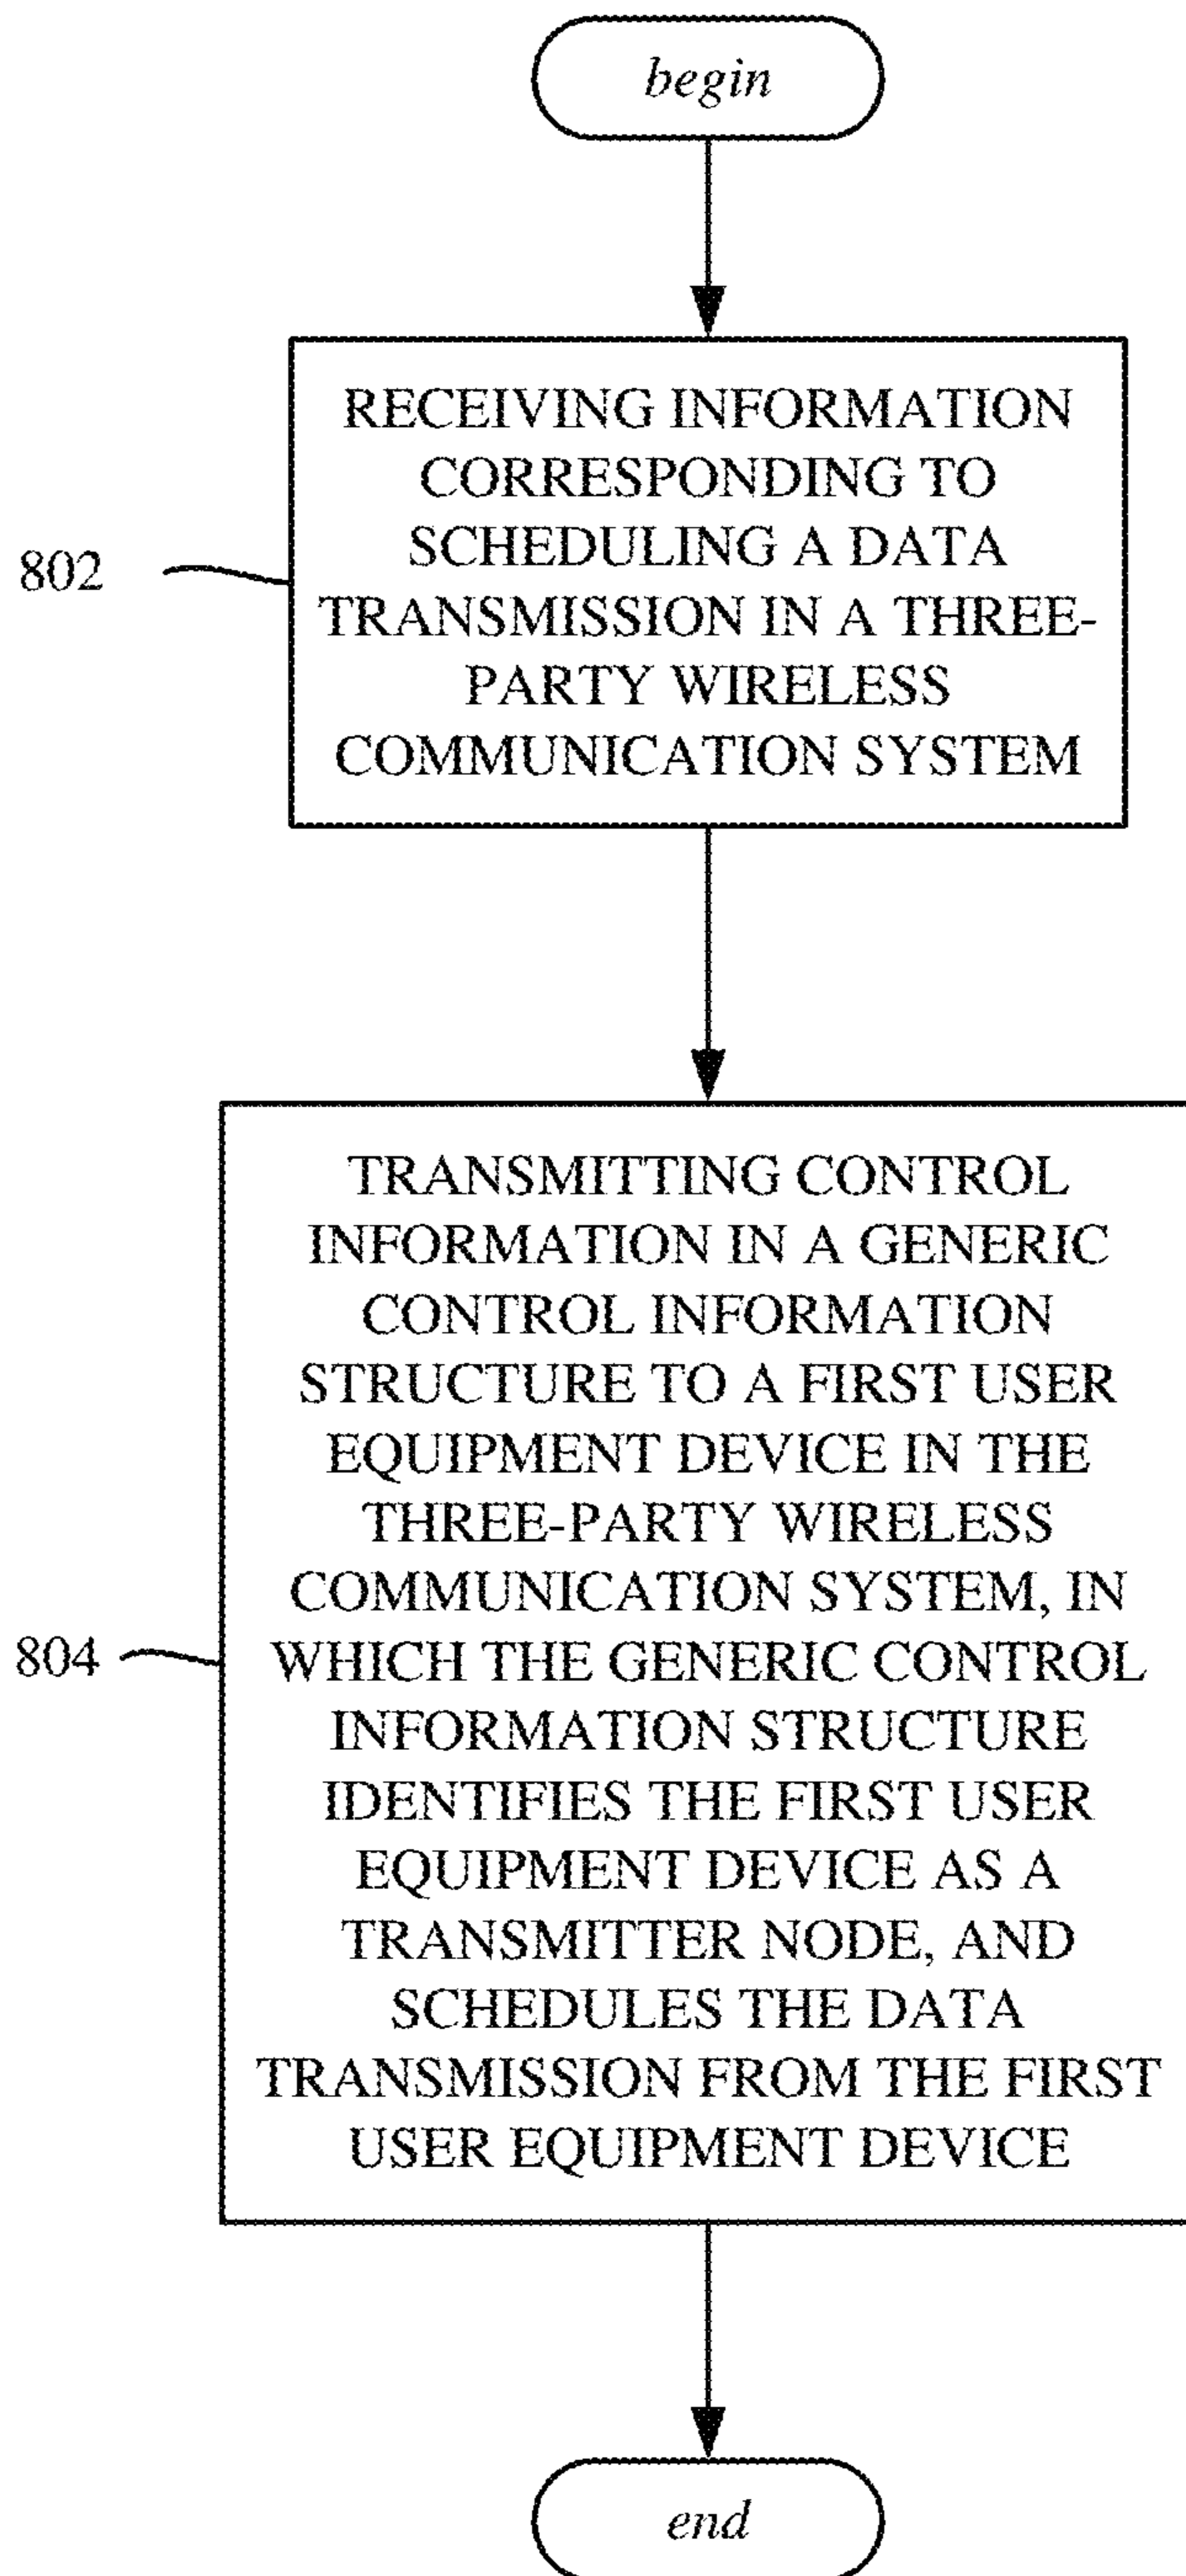 begin
RECEIVING INFORMATION
CORRESPONDING TO
SCHEDULING A DATA
TRANSMISSION IN A THREE-
PARTY WIRELESS
COMMUNICATION SYSTEM
802
TRANSMITTING CONTROL
INFORMATION IN A GENERIC
CONTROL INFORMATION
STRUCTURE TO A FIRST USER
EQUIPMENT DEVICE IN THE
THREE-PARTY WIRELESS
COMMUNICATION SYSTEM, IN
WHICH THE GENERIC CONTROL
INFORMATION STRUCTURE
IDENTIFIES THE FIRST USER
EQUIPMENT DEVICE AS A
TRANSMITTER NODE, AND
SCHEDULES THE DATA
TRANSMISSION FROM THE FIRST
USER EQUIPMENT DEVICE
804
end